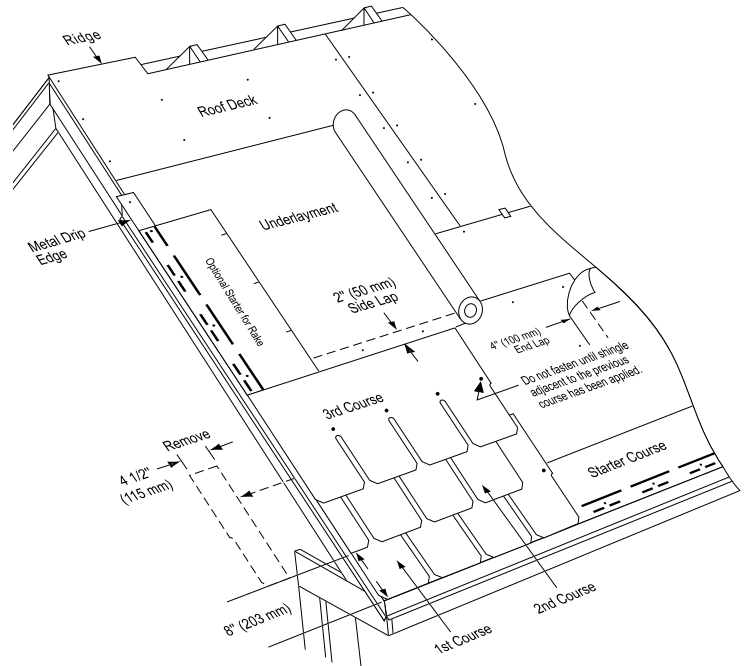 Ridge
Roof Deck
Underlayment
Metal Drip
Edge
Optional Starter for Rake
2" (50 mm)
Side Lap
4" (100 mm)
End Lap
Do not fasten until shingle
adjacent to the previous
course has been applied.
3rd Course
Remove
4 1/2"
(115 mm)
Starter Course
8" (203 mm)
1st Course
2nd Course